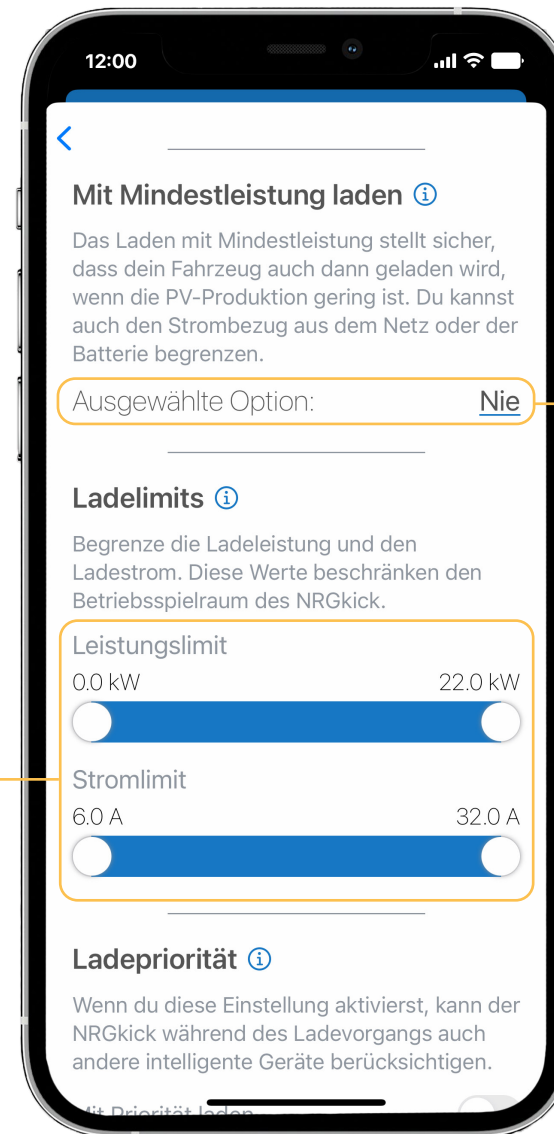 12:00
Mit Mindestleistung laden
Das Laden mit Mindestleistung stellt sicher,
dass dein Fahrzeug auch dann geladen wird,
wenn die PV-Produktion gering ist. Du kannst
auch den Strombezug aus dem Netz oder der
Batterie begrenzen.
Ausgewählte Option: Nie
Ladelimits
Begrenze die Ladeleistung und den
Ladestrom. Diese Werte beschränken den
Betriebsspielraum des NRGkick.
Leistungslimit
0.0 kW 22.0 kW
Stromlimit
6.0 A 32.0 A
Ladepriorität
Wenn du diese Einstellung aktivierst, kann der
NRGkick während des Ladevorgangs auch
andere intelligente Geräte berücksichtigen.
Mit Priorität laden